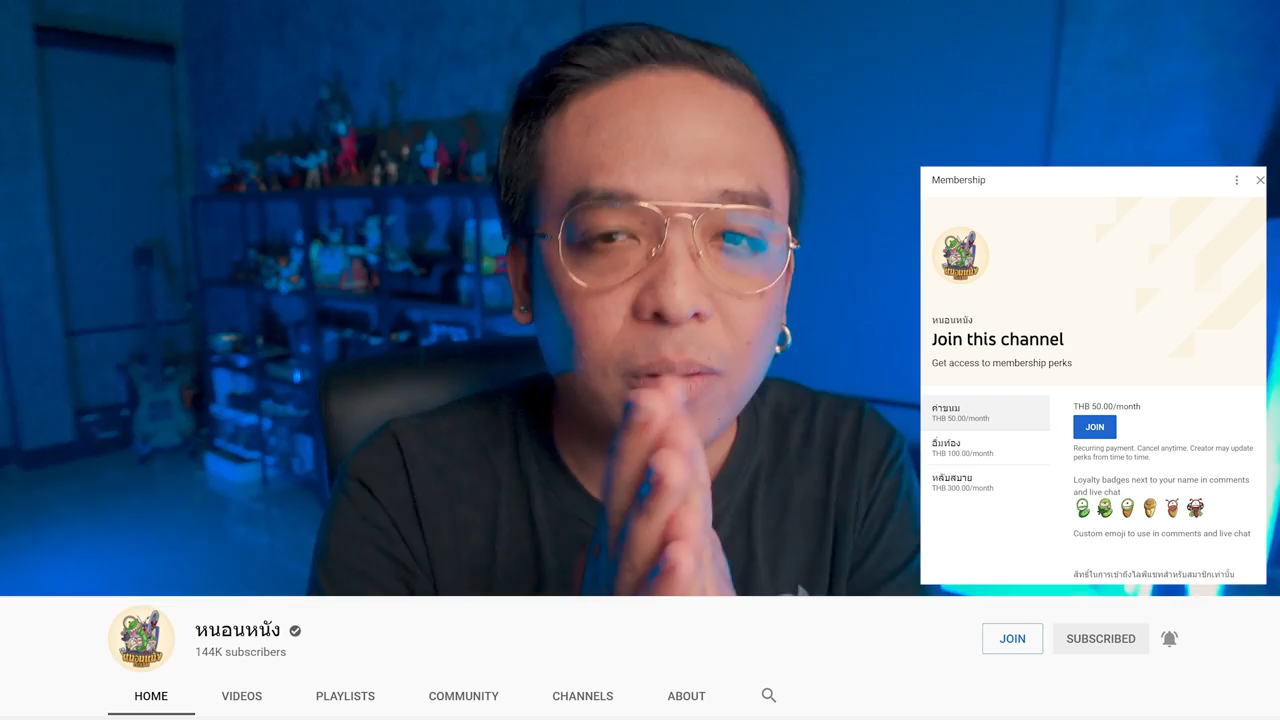 Membership
หนอนหนัง
Join this channel
Get access to membership perks
ค่าขนม
THB 50.00/month
อิ่มท้อง
THB 100.00/month
หลับสบาย
THB 300.00/month
THB 50.00/month
JOIN
Recurring payment. Cancel anytime. Creator may update
perks from time to time.
Loyalty badges next to your name in comments
and live chat
Custom emoji to use in comments and live chat
สิทธิ์ในการเข้าถึงไลฟ์แชทสำหรับสมาชิกเท่านั้น
หนอนหนัง
144K subscribers
JOIN
SUBSCRIBED
HOME VIDEOS PLAYLISTS COMMUNITY CHANNELS ABOUT